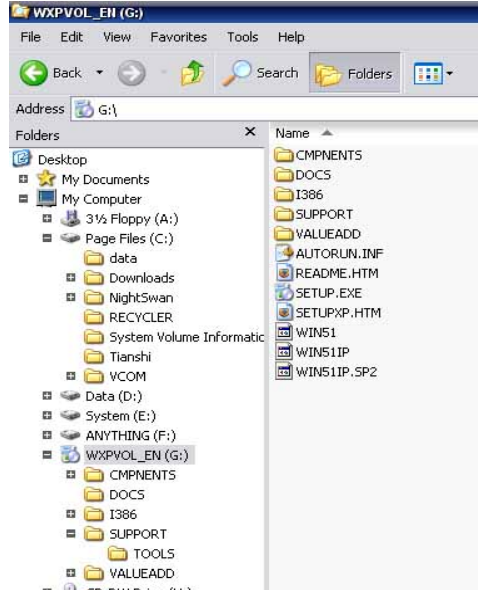 WXPVOL_EN (G:)
File Edit View Favorites Tools Help
Back Search Folders
Address G:\
Folders
Desktop
My Documents
My Computer
3½ Floppy (A:)
Page Files (C:)
data
Downloads
NightSwan
RECYCLER
System Volume Informatic
Tianshi
VCOM
Data (D:)
System (E:)
ANYTHING (F:)
WXPVOL_EN (G:)
CMPNENTS
DOCS
I386
SUPPORT
TOOLS
VALUEADD
Name
CMPNENTS
DOCS
I386
SUPPORT
VALUEADD
AUTORUN.INF
README.HTM
SETUP.EXE
SETUPXP.HTM
WIN51
WIN51IP
WIN51IP.SP2